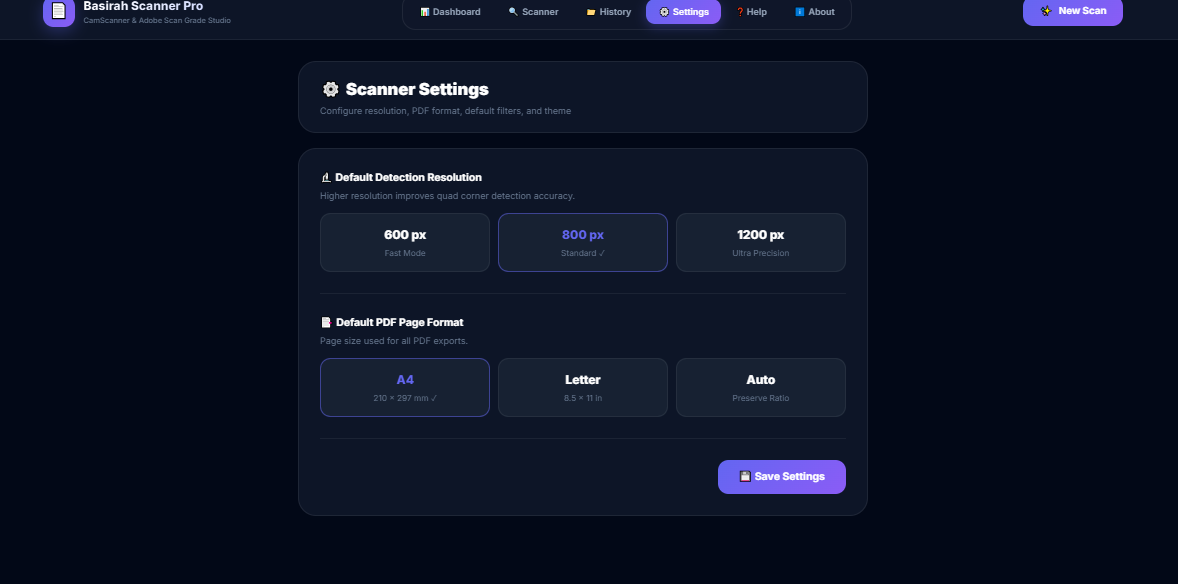 Basirah Scanner Pro
CamScanner & Adobe Scan Grade Studio
Dashboard
Scanner
History
Settings
Help
About
New Scan
Scanner Settings
Configure resolution, PDF format, default filters, and theme
Default Detection Resolution
Higher resolution improves quad corner detection accuracy.
600 px
Fast Mode
800 px
Standard ✓
1200 px
Ultra Precision
Default PDF Page Format
Page size used for all PDF exports.
A4
210 × 297 mm ✓
Letter
8.5 × 11 in
Auto
Preserve Ratio
Save Settings